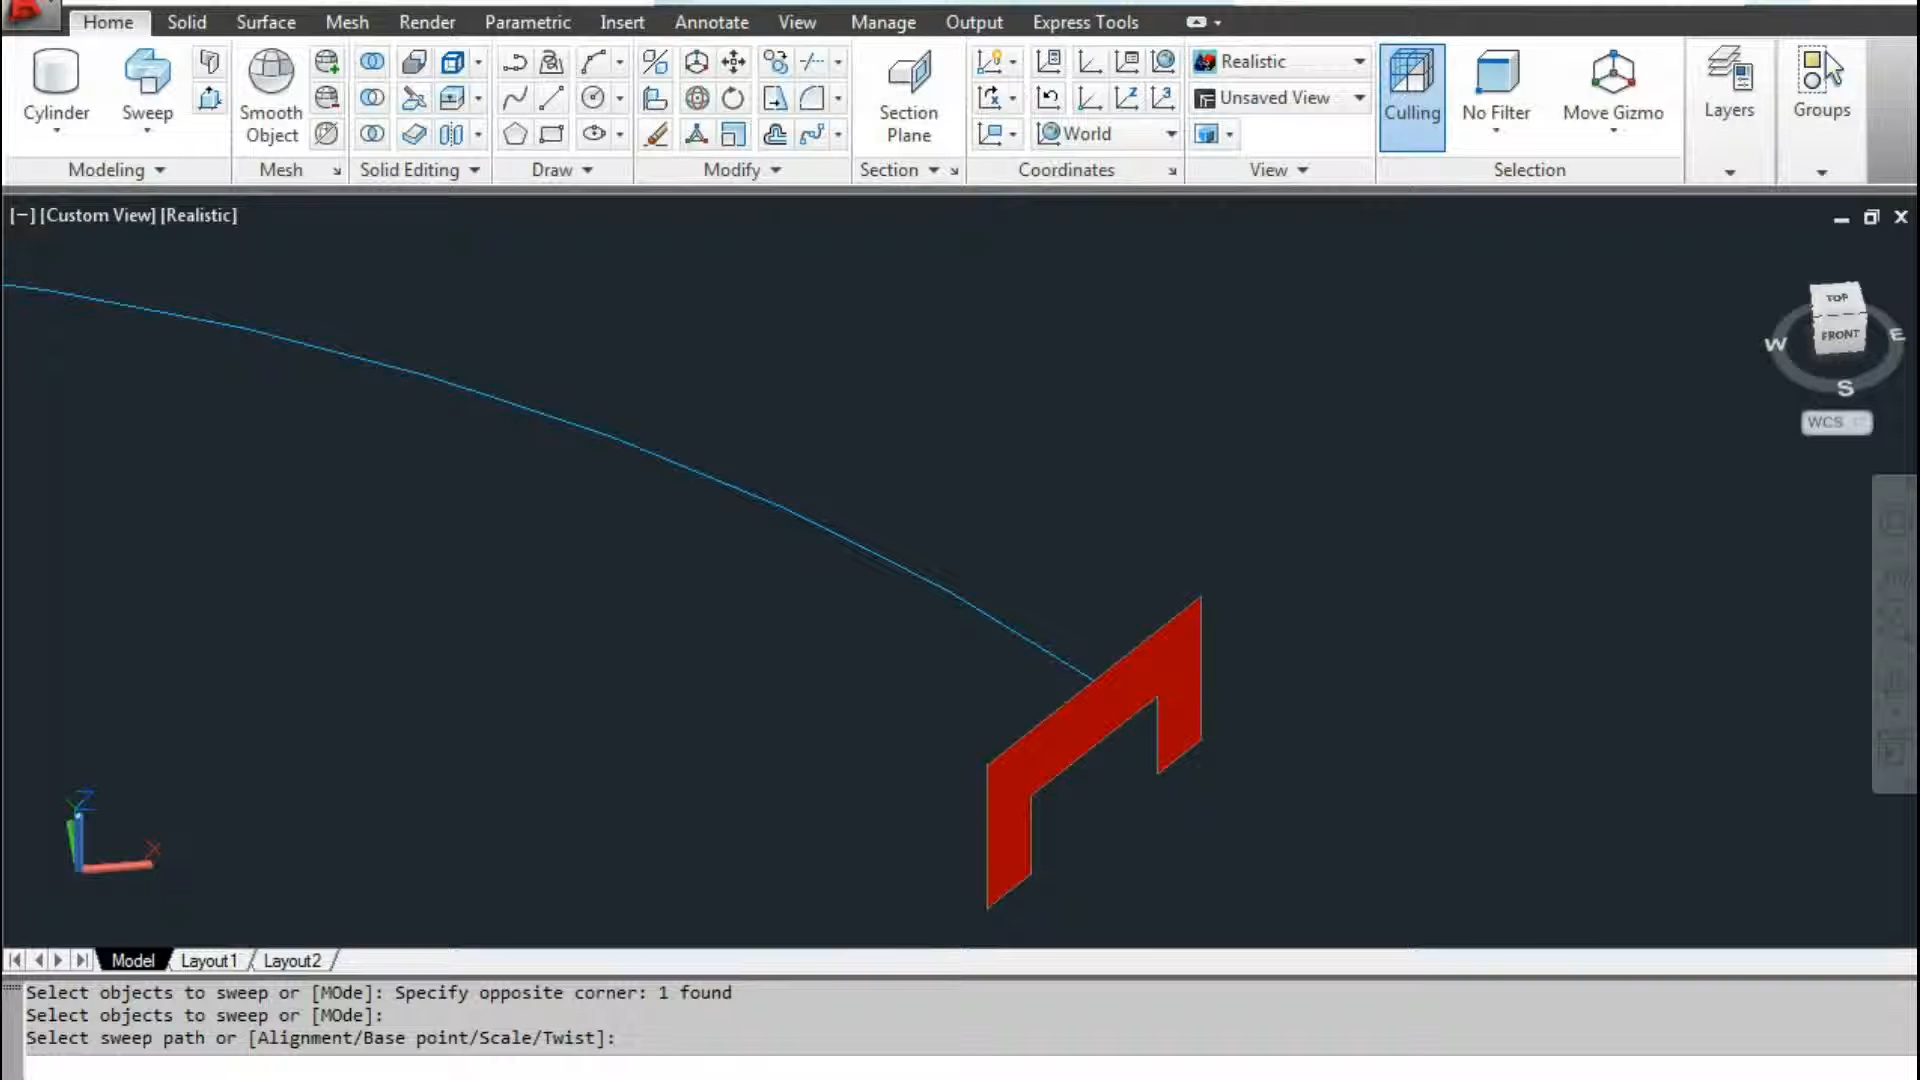 Home Solid Surface Mesh Render Parametric Insert Annotate View Manage Output Express Tools
Cylinder
Sweep
Smooth
Object
Section
Plane
Realistic
Unsaved View
World
Culling
No Filter
Move Gizmo
Layers
Groups
Modeling
Mesh
Solid Editing
Draw
Modify
Section
Coordinates
View
Selection
[−] [Custom View] [Realistic]
TOP
FRONT
W
E
S
WCS
Z
Y
X
Model Layout1 Layout2
Select objects to sweep or [MOde]: Specify opposite corner: 1 found
Select objects to sweep or [MOde]:
Select sweep path or [Alignment/Base point/Scale/Twist]: